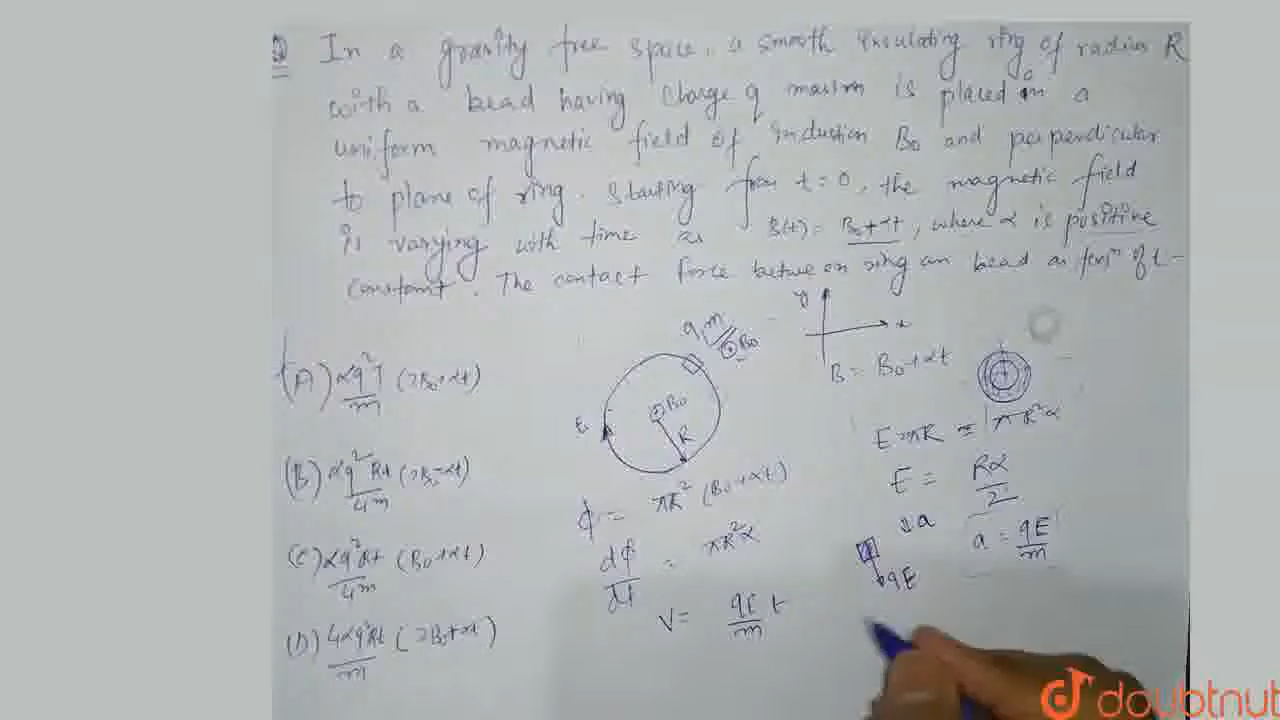 Q In a gravity free space, a smooth insulating ring of radius R
with a bead having charge q mass m is placed in a
uniform magnetic field of induction B₀ and perpendicular
to plane of ring. Starting from t=0, the magnetic field
is varying with time as B(t) = B₀+αt, where α is positive
constant. The contact force between ring an bead as funⁿ of t-
(A) αq²
m (2B₀+αt)
(B) αq²Rt
4m
(C) αq²Rt
4m (B₀+αt)
(D) 4αq²Rt
m (2B₀+αt)
q, m
B₀
B₀
R
E
y
x
B = B₀+αt
E 2πR = πR²α
E = Rα
2
↓a
a = qE
m
qE
ϕ = πR² (B₀+αt)
dϕ
dt = πR²α
V = qE
m t
doubtnut